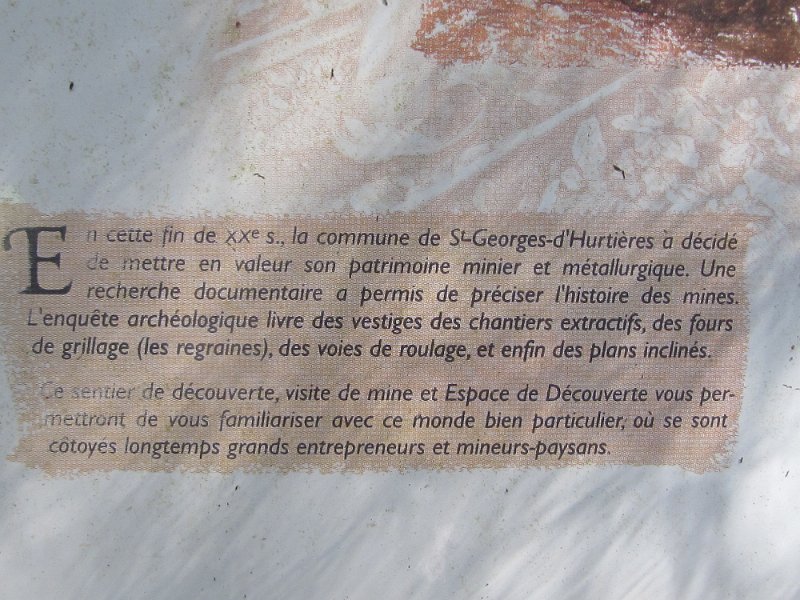 En cette fin de XXe s., la commune de St-Georges-d'Hurtières a décidé
de mettre en valeur son patrimoine minier et métallurgique. Une
recherche documentaire a permis de préciser l'histoire des mines.
L'enquête archéologique livre des vestiges des chantiers extractifs, des fours
de grillage (les regraines), des voies de roulage, et enfin des plans inclinés.
Ce sentier de découverte, visite de mine et Espace de Découverte vous per-
mettront de vous familiariser avec ce monde bien particulier, où se sont
côtoyés longtemps grands entrepreneurs et mineurs-paysans.